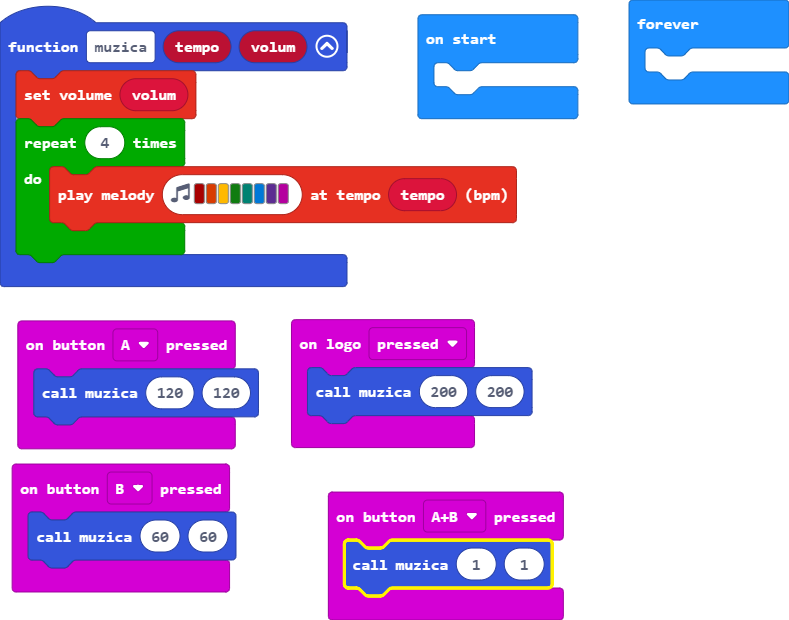 function muzica tempo volum
set volume volum
repeat 4 times
do
play melody at tempo tempo (bpm)
on start
forever
on button A pressed
call muzica 120 120
on logo pressed
call muzica 200 200
on button B pressed
call muzica 60 60
on button A+B pressed
call muzica 1 1